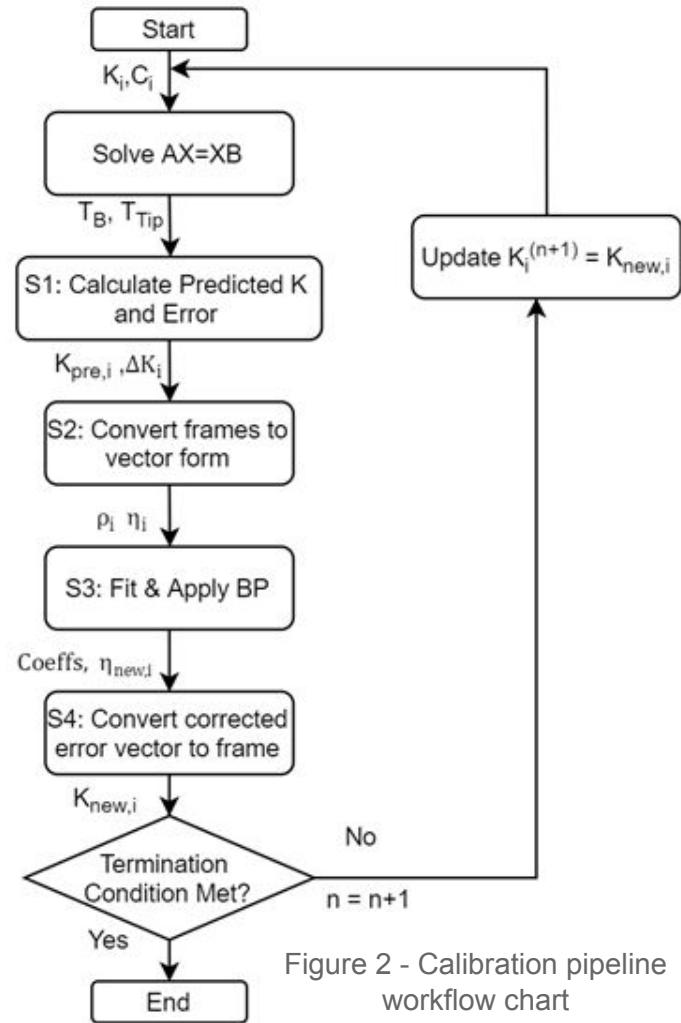 Start
K_i,C_i
Solve AX=XB
T_B, T_Tip
S1: Calculate Predicted K
and Error
K_pre,i ,ΔK_i
S2: Convert frames to
vector form
ρ_i η_i
S3: Fit & Apply BP
Coeffs, η_new,i
S4: Convert corrected
error vector to frame
K_new,i
Termination
Condition Met?
No
n = n+1
Update K_i^(n+1) = K_new,i
Yes
End
Figure 2 - Calibration pipeline
workflow chart